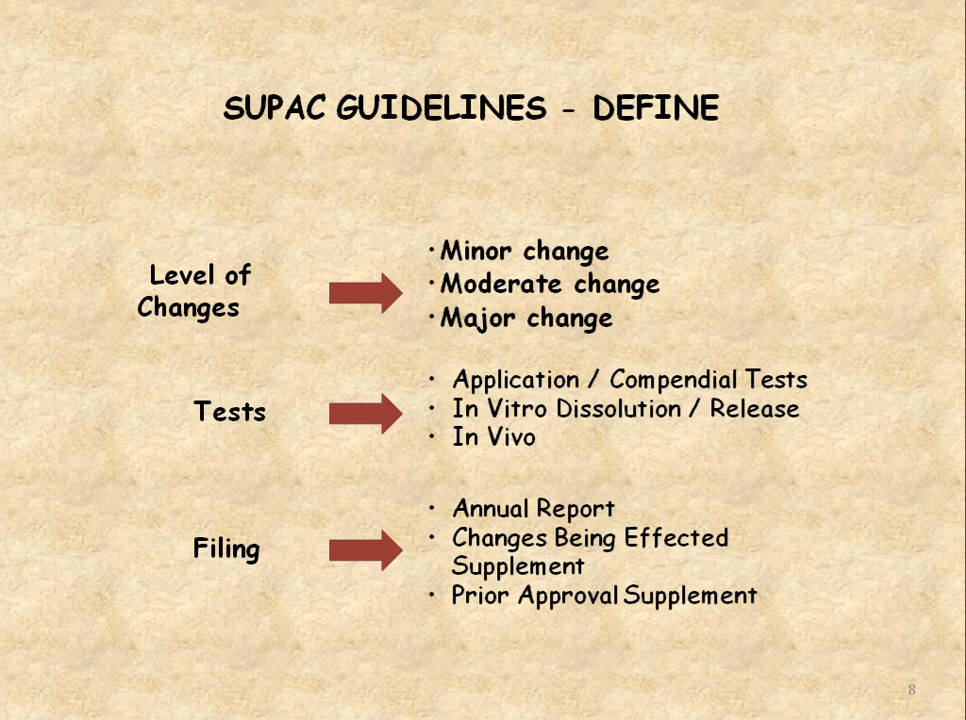 SUPAC GUIDELINES - DEFINE
Level of
Changes
• Minor change
• Moderate change
• Major change
Tests
• Application / Compendial Tests
• In Vitro Dissolution / Release
• In Vivo
Filing
• Annual Report
• Changes Being Effected
Supplement
• Prior Approval Supplement
8